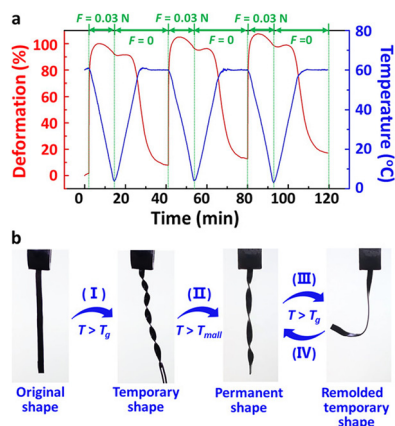 a
F = 0.03 N F = 0.03 N F = 0.03 N
F = 0 F = 0 F =0
Deformation (%)
100
80
60
40
20
0
80
60
40
20
0
Temperature (°C)
0 20 40 60 80 100 120
Time (min)
b
(I)
T > Tg
(II)
T > Tmall
(III)
T > Tg
(IV)
Original shape
Temporary shape
Permanent shape
Remolded temporary shape